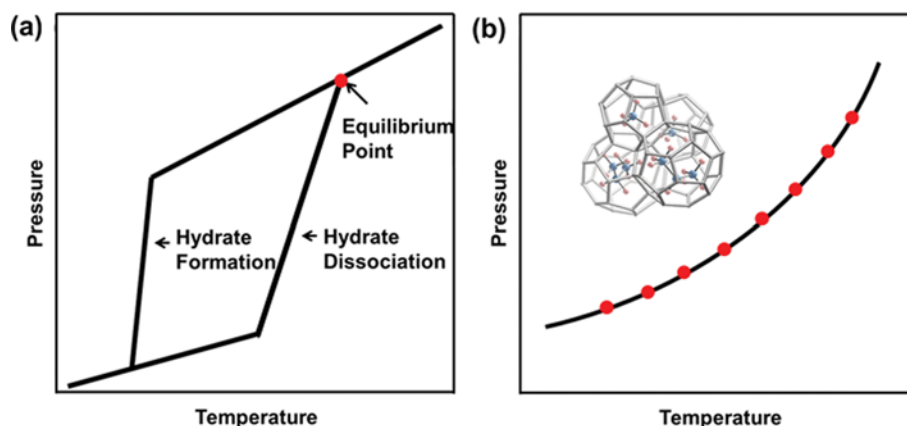 (a)
Pressure
Equilibrium
Point
Hydrate
Formation
Hydrate
Dissociation
Temperature
(b)
Pressure
Temperature